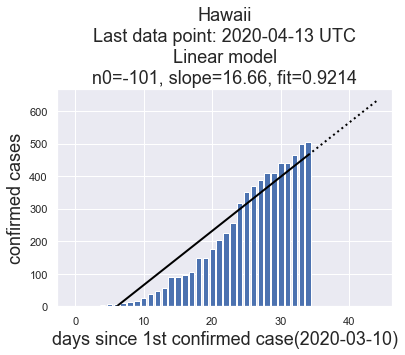 Hawaii
Last data point: 2020-04-13 UTC
Linear model
n0=-101, slope=16.66, fit=0.9214
600
500
400
300
200
100
0
confirmed cases
0 10 20 30 40
days since 1st confirmed case(2020-03-10)